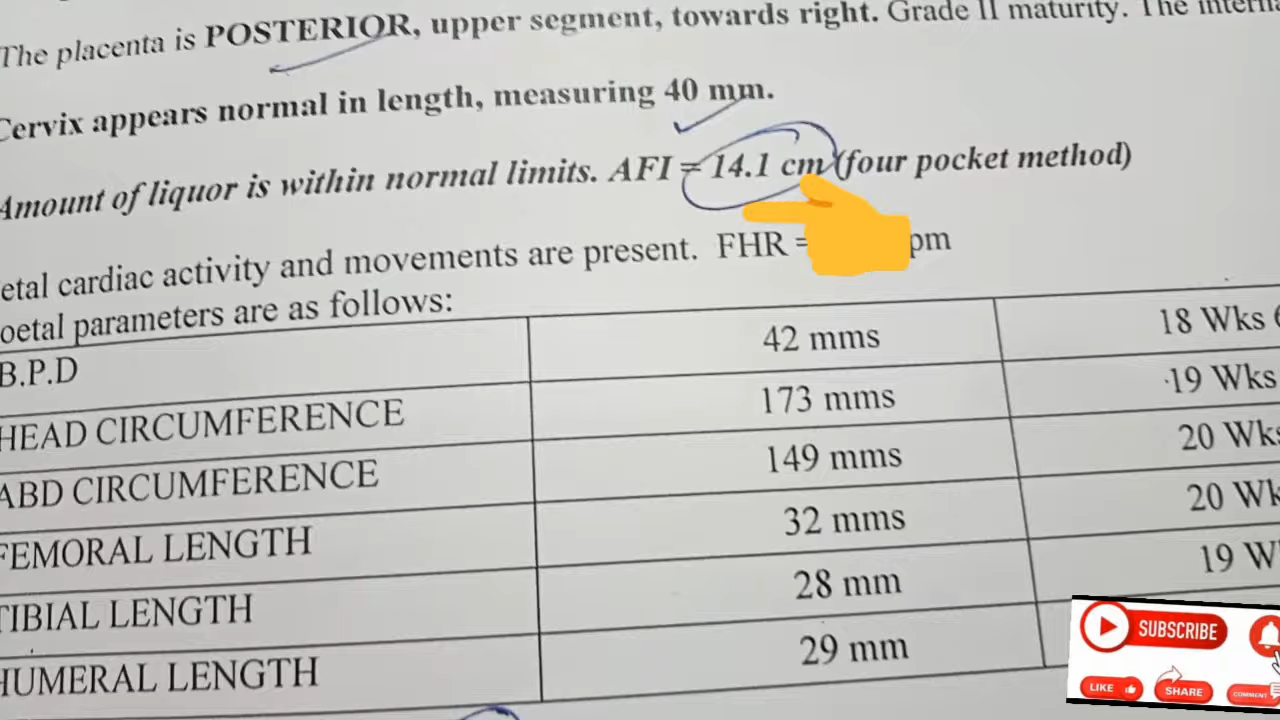 The placenta is POSTERIOR, upper segment, towards right. Grade II maturity. The
Cervix appears normal in length, measuring 40 mm.
Amount of liquor is within normal limits. AFI = 14.1 cm (four pocket method)
etal cardiac activity and movements are present. FHR = pm
oetal parameters are as follows:
B.P.D 42 mms 18 Wks
HEAD CIRCUMFERENCE 173 mms 19 Wks
ABD CIRCUMFERENCE 149 mms 20 Wks
FEMORAL LENGTH 32 mms 20 Wk
TIBIAL LENGTH 28 mm 19 W
HUMERAL LENGTH 29 mm
SUBSCRIBE
LIKE SHARE COMMENT